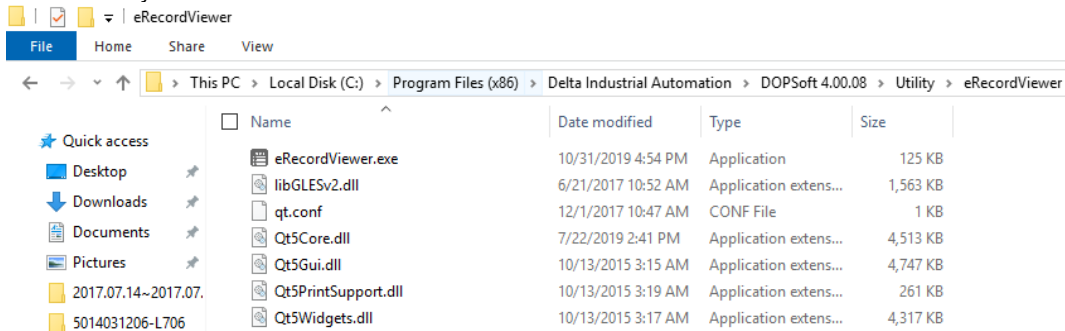 eRecordViewer
File Home Share View
This PC > Local Disk (C:) > Program Files (x86) > Delta Industrial Automation > DOPSoft 4.00.08 > Utility > eRecordViewer
Name Date modified Type Size
Quick access
Desktop
Downloads
Documents
Pictures
2017.07.14~2017.07.
5014031206-L706
eRecordViewer.exe 10/31/2019 4:54 PM Application 125 KB
libGLESv2.dll 6/21/2017 10:52 AM Application extens... 1,563 KB
qt.conf 12/1/2017 10:47 AM CONF File 1 KB
Qt5Core.dll 7/22/2019 2:41 PM Application extens... 4,513 KB
Qt5Gui.dll 10/13/2015 3:15 AM Application extens... 4,747 KB
Qt5PrintSupport.dll 10/13/2015 3:19 AM Application extens... 261 KB
Qt5Widgets.dll 10/13/2015 3:17 AM Application extens... 4,317 KB